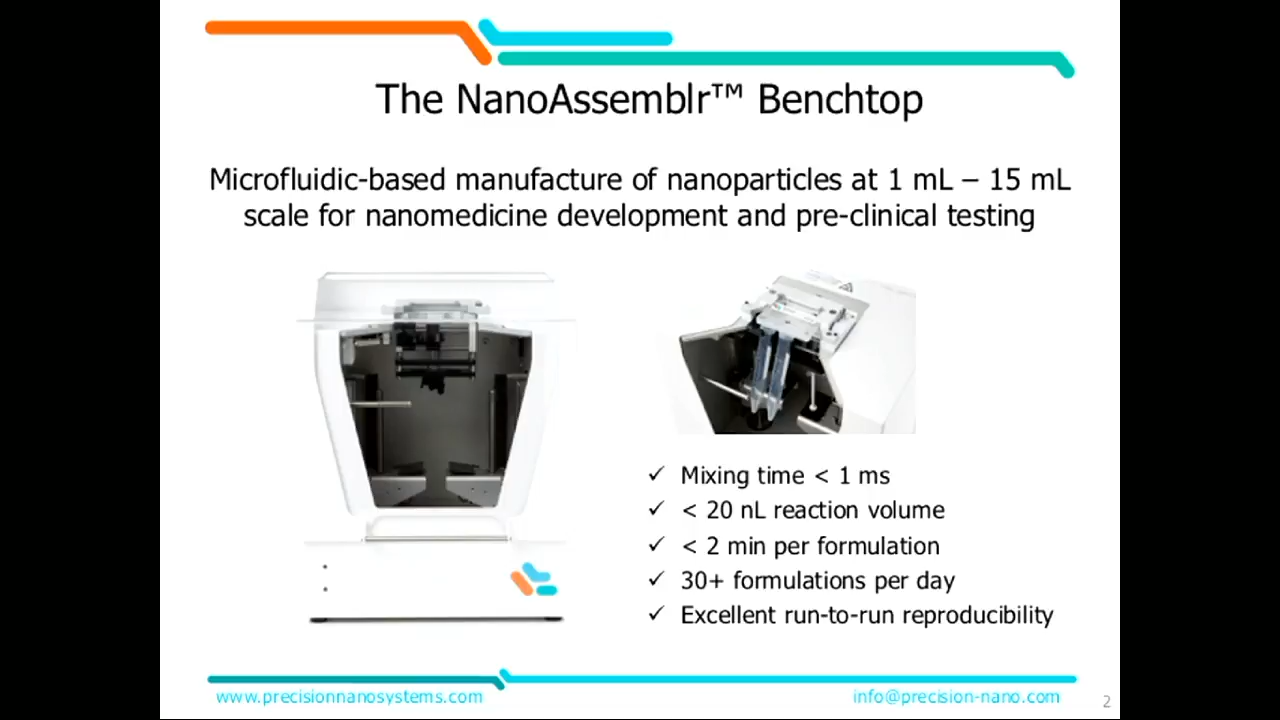 The NanoAssemblr™ Benchtop
Microfluidic-based manufacture of nanoparticles at 1 mL – 15 mL
scale for nanomedicine development and pre-clinical testing
✓ Mixing time < 1 ms
✓ < 20 nL reaction volume
✓ < 2 min per formulation
✓ 30+ formulations per day
✓ Excellent run-to-run reproducibility
www.precisionnanosystems.com
info@precision-nano.com
2